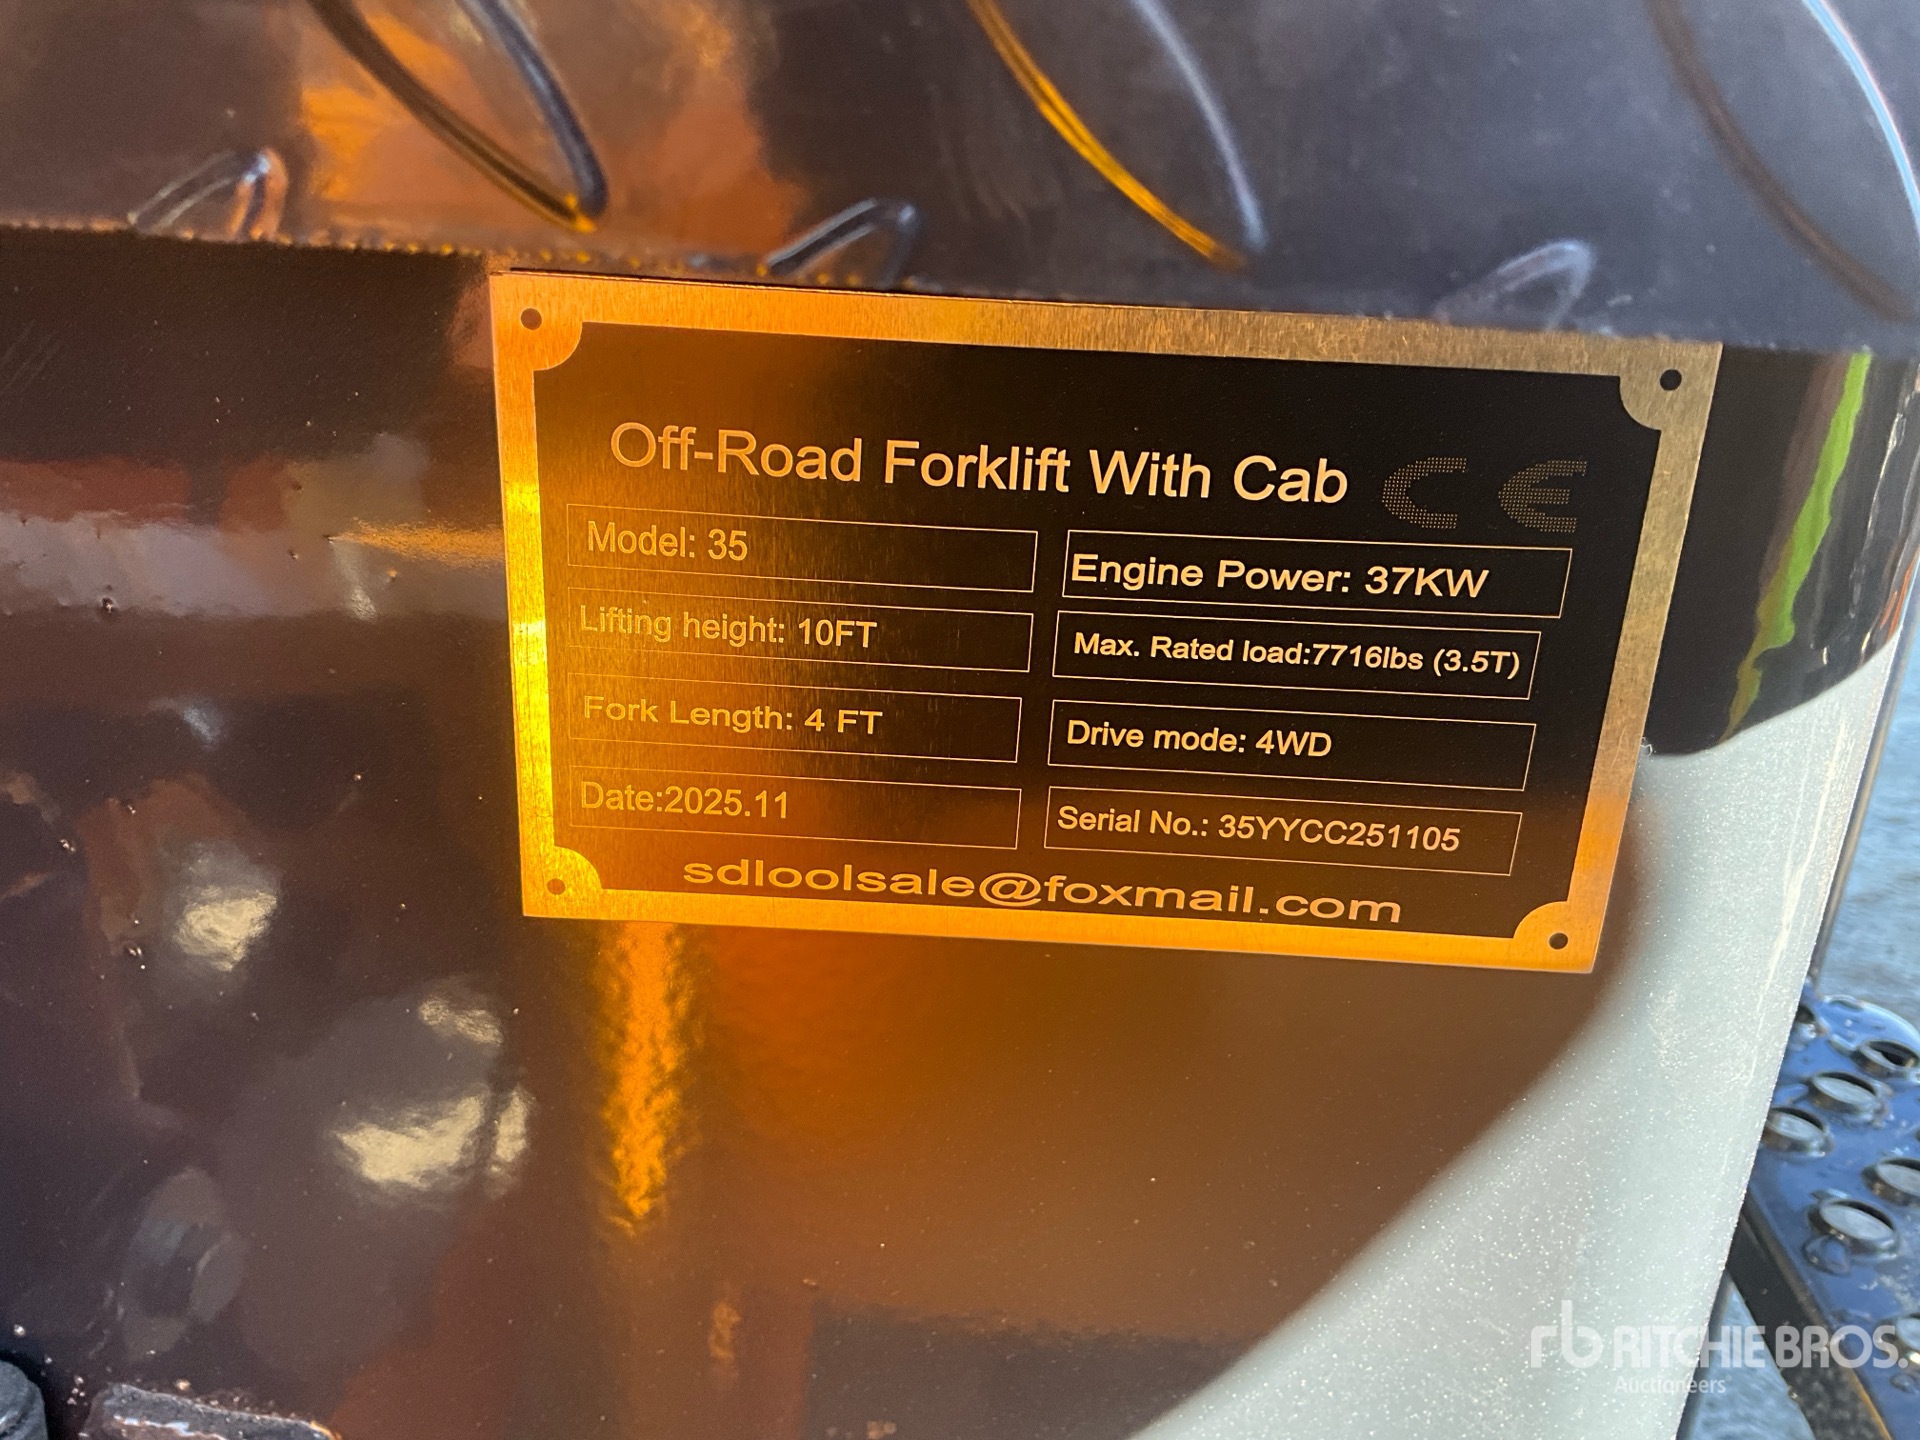 Off-Road Forklift With Cab CE
Model: 35
Engine Power: 37KW
Lifting height: 10FT
Max. Rated load:7716lbs (3.5T)
Fork Length: 4 FT
Drive mode: 4WD
Date:2025.11
Serial No.: 35YYCC251105
sdloolsale@foxmail.com
rb RITCHIE BROS.
Auctioneers